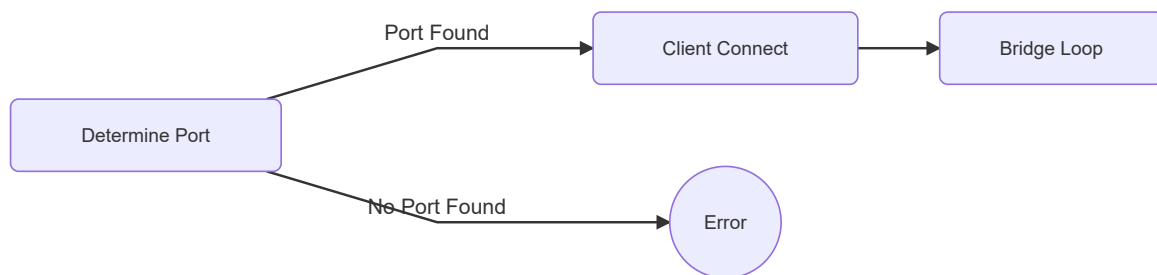 Port Found
Client Connect
Bridge Loop
Determine Port
No Port Found
Error